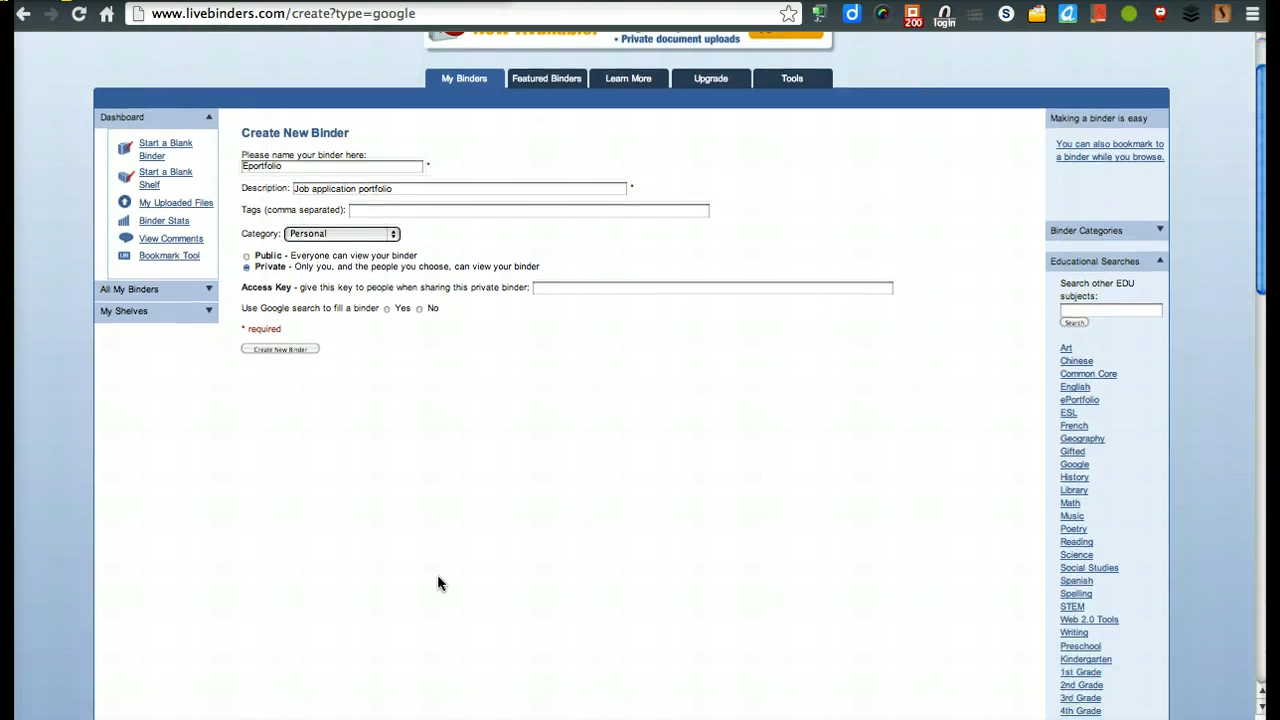 www.livebinders.com/create?type=google
200
login
• Private document uploads
My Binders
Featured Binders
Learn More
Upgrade
Tools
Dashboard
Start a Blank
Binder
Start a Blank
Shelf
My Uploaded Files
Binder Stats
View Comments
Bookmark Tool
All My Binders
My Shelves
Create New Binder
Please name your binder here:
Eportfolio *
Description: Job application portfolio *
Tags (comma separated):
Category: Personal
Public - Everyone can view your binder
Private - Only you, and the people you choose, can view your binder
Access Key - give this key to people when sharing this private binder:
Use Google search to fill a binder Yes No
* required
Create New Binder
Making a binder is easy
You can also bookmark to
a binder while you browse.
Binder Categories
Educational Searches
Search other EDU
subjects:
Search
Art
Chinese
Common Core
English
ePortfolio
ESL
French
Geography
Gifted
Google
History
Library
Math
Music
Poetry
Reading
Science
Social Studies
Spanish
Spelling
STEM
Web 2.0 Tools
Writing
Preschool
Kindergarten
1st Grade
2nd Grade
3rd Grade
4th Grade